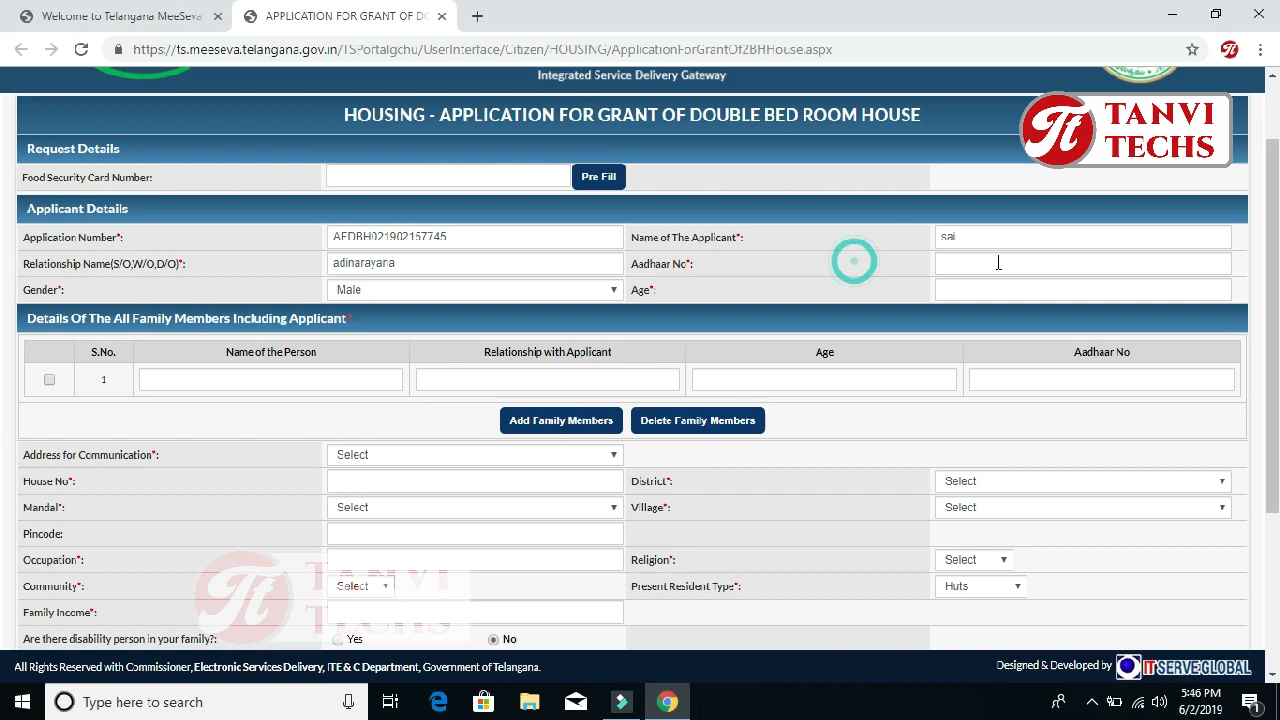 Welcome to Telangana MeeSeva
APPLICATION FOR GRANT OF DO
https://ts.meeseva.telangana.gov.in/TSPortalgchu/UserInterface/Citizen/HOUSING/ApplicationForGrantOf2BHHouse.aspx
Integrated Service Delivery Gateway
HOUSING - APPLICATION FOR GRANT OF DOUBLE BED ROOM HOUSE
TANVI
TECHS
Request Details
Food Security Card Number:
Pre Fill
Applicant Details
Application Number*: AFDBH021902157745 Name of The Applicant*: sai
Relationship Name(S/O,W/O,D/O)*: adinarayana Aadhaar No*:
Gender*: Male Age*:
Details Of The All Family Members Including Applicant*
S.No. Name of the Person Relationship with Applicant Age Aadhaar No
1
Add Family Members Delete Family Members
Address for Communication*: Select
House No*: District*: Select
Mandal*: Select Village*: Select
Pincode:
Occupation*: Religion*: Select
Community*: Select Present Resident Type*: Huts
TANVI
TECHS
Family Income*:
Are there disability person in your family?: Yes No
All Rights Reserved with Commissioner, Electronic Services Delivery, ITE & C Department, Government of Telangana.
Designed & Developed by IT SERVE GLOBAL
Type here to search
5:46 PM
6/2/2019
1